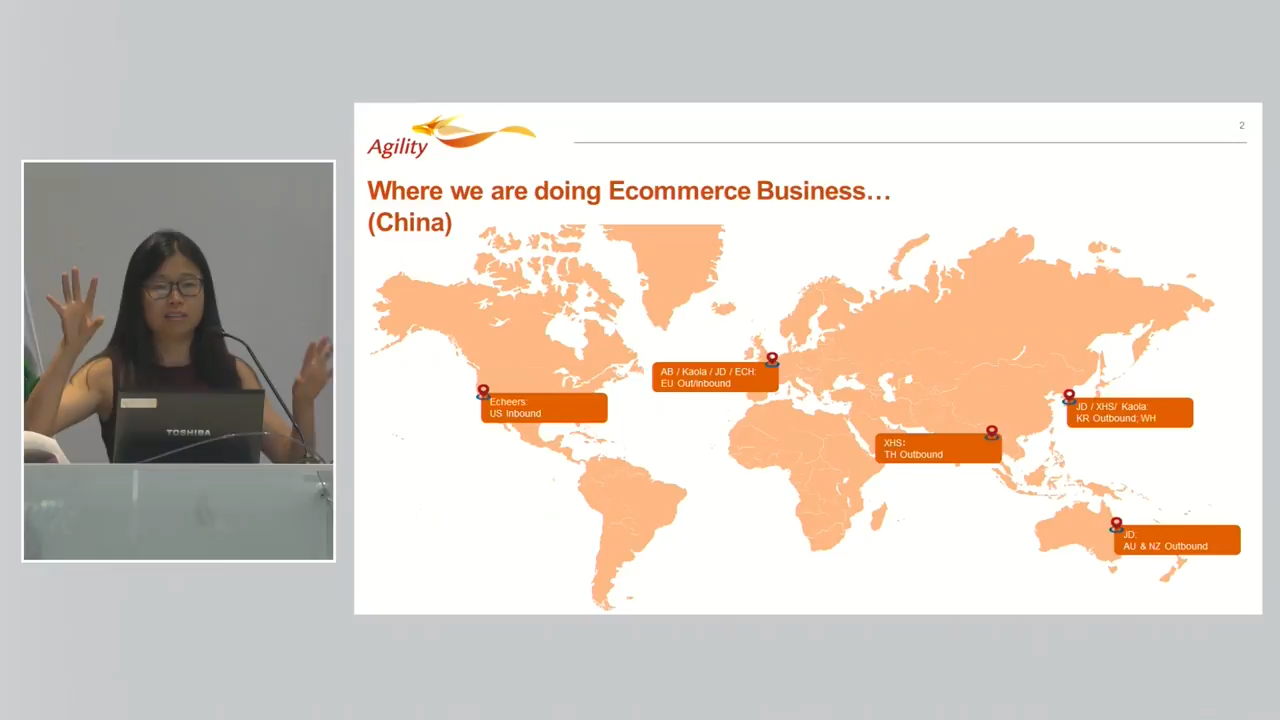 Agility
2
Where we are doing Ecommerce Business…
(China)
AB / Kaola / JD / ECH:
EU Out/inbound
Echeers:
US Inbound
JD / XHS/ Kaola:
KR Outbound, WH
XHS:
TH Outbound
JD:
AU & NZ Outbound
TOSHIBA